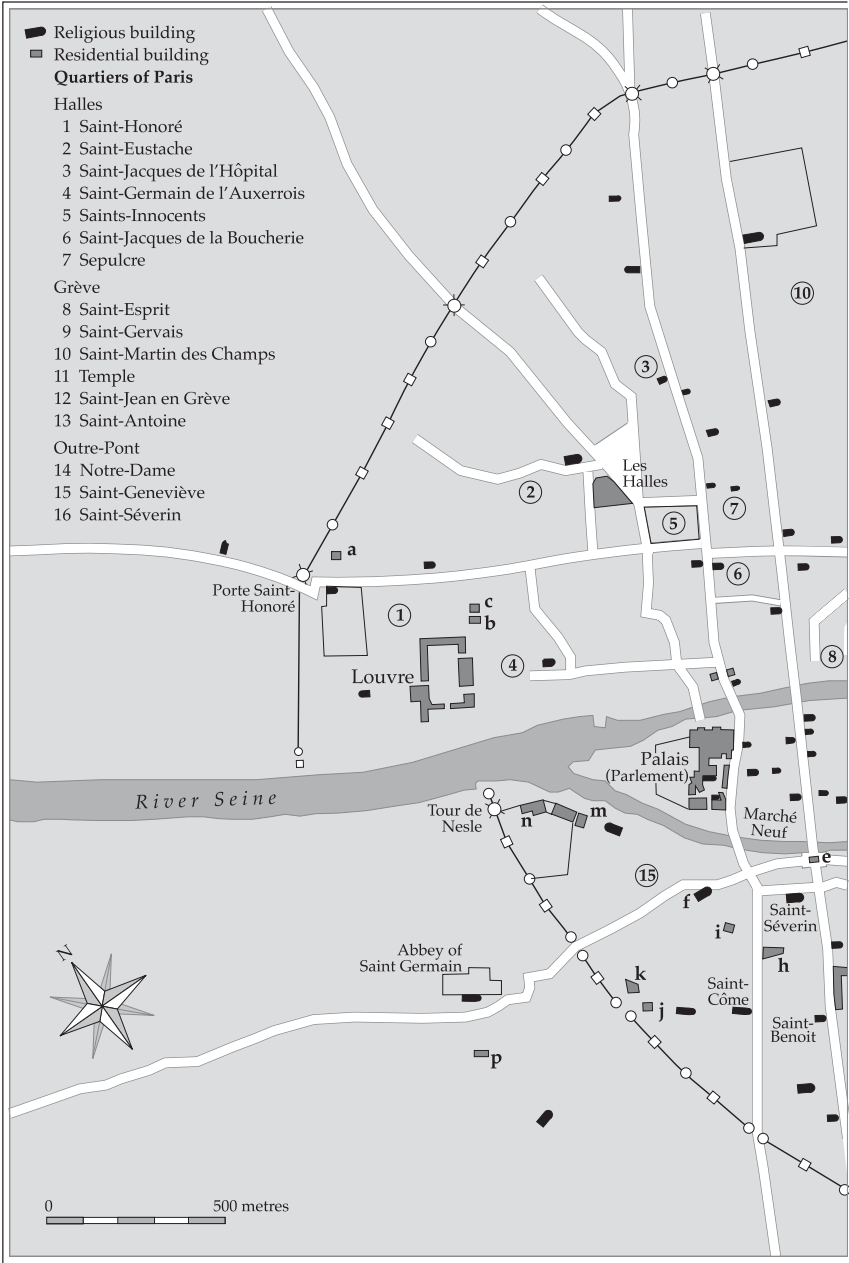 Religious building
Residential building
Quartiers of Paris
Halles
1 Saint-Honoré
2 Saint-Eustache
3 Saint-Jacques de l'Hôpital
4 Saint-Germain de l'Auxerrois
5 Saints-Innocents
6 Saint-Jacques de la Boucherie
7 Sepulcre
Grève
8 Saint-Esprit
9 Saint-Gervais
10 Saint-Martin des Champs
11 Temple
12 Saint-Jean en Grève
13 Saint-Antoine
Outre-Pont
14 Notre-Dame
15 Saint-Geneviève
16 Saint-Séverin
10
3
Les
Halles
2
7
5
a
6
Porte Saint-
Honoré
c
b
1
4
8
Louvre
Palais
(Parlement)
River Seine
Tour de
Nesle
n
m
Marché
Neuf
e
15
f
Saint-
Séverin
i
h
Abbey of
Saint Germain
N
k
j
Saint-
Côme
Saint-
Benoit
p
0 500 metres